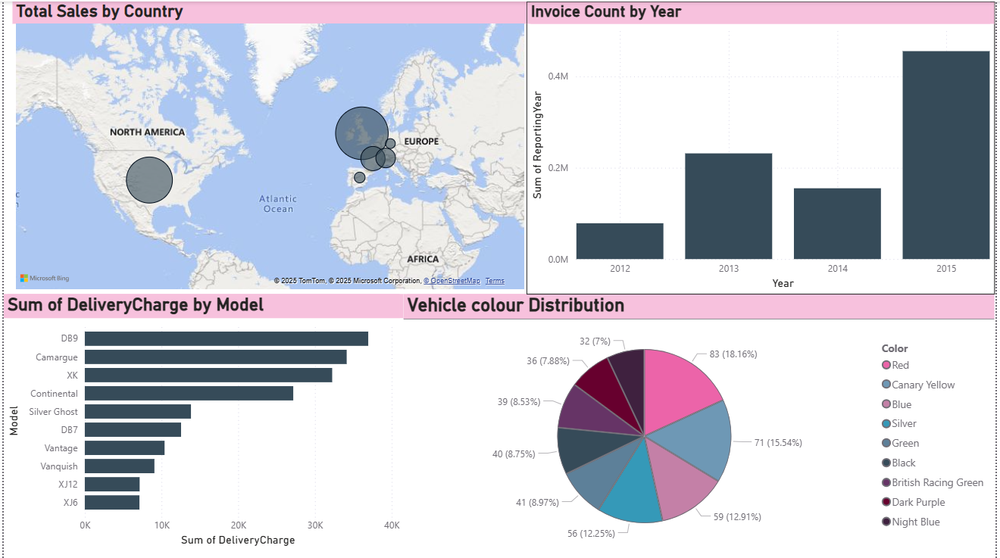 Total Sales by Country
NORTH AMERICA
EUROPE
Atlantic
Ocean
AFRICA
Microsoft Bing
© 2025 TomTom, © 2025 Microsoft Corporation, © OpenStreetMap Terms
Invoice Count by Year
Sum of ReportingYear
0.4M
0.2M
0.0M
2012 2013 2014 2015
Year
Sum of DeliveryCharge by Model
Model
DB9
Camargue
XK
Continental
Silver Ghost
DB7
Vantage
Vanquish
XJ12
XJ6
0K 10K 20K 30K 40K
Sum of DeliveryCharge
Vehicle colour Distribution
83 (18.16%)
71 (15.54%)
59 (12.91%)
56 (12.25%)
41 (8.97%)
40 (8.75%)
39 (8.53%)
36 (7.88%)
32 (7%)
Color
Red
Canary Yellow
Blue
Silver
Green
Black
British Racing Green
Dark Purple
Night Blue